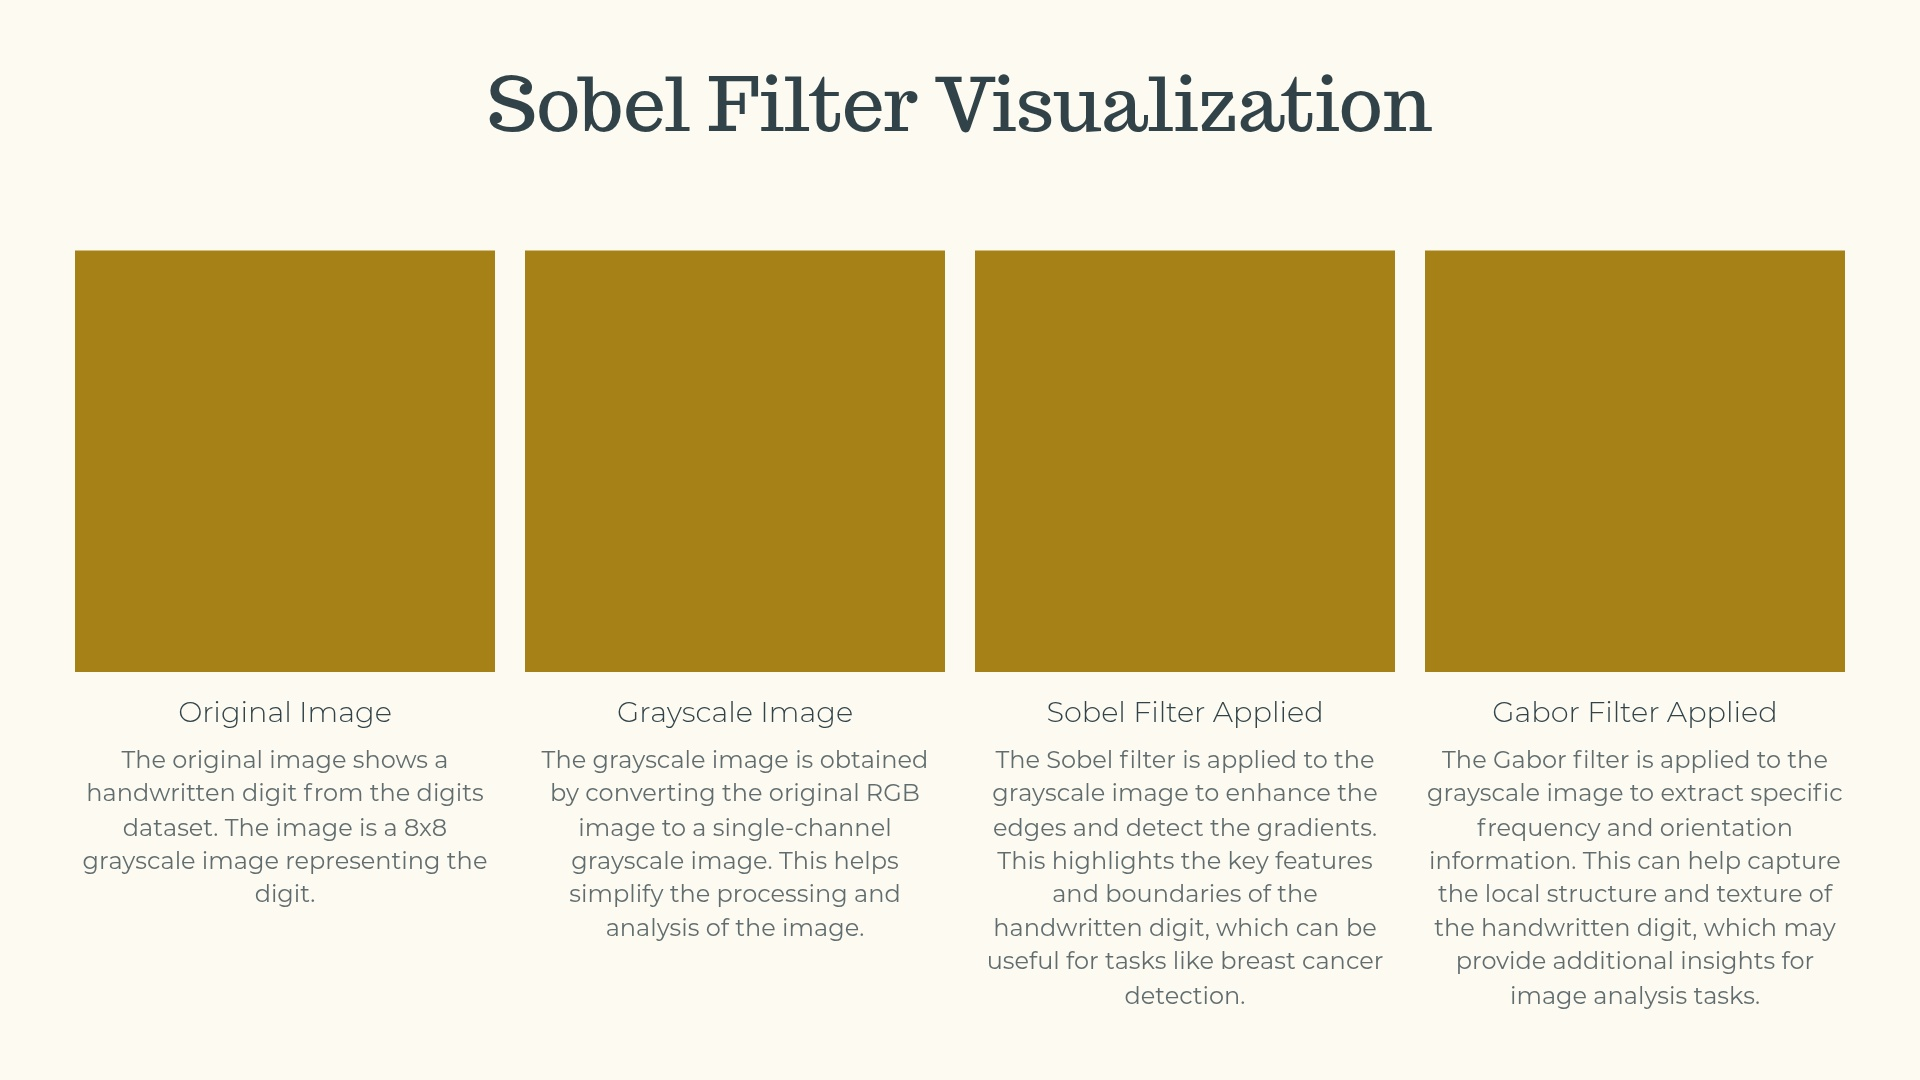 Sobel Filter Visualization
Original Image
The original image shows a
handwritten digit from the digits
dataset. The image is a 8x8
grayscale image representing the
digit.
Grayscale Image
The grayscale image is obtained
by converting the original RGB
image to a single-channel
grayscale image. This helps
simplify the processing and
analysis of the image.
Sobel Filter Applied
The Sobel filter is applied to the
grayscale image to enhance the
edges and detect the gradients.
This highlights the key features
and boundaries of the
handwritten digit, which can be
useful for tasks like breast cancer
detection.
Gabor Filter Applied
The Gabor filter is applied to the
grayscale image to extract specific
frequency and orientation
information. This can help capture
the local structure and texture of
the handwritten digit, which may
provide additional insights for
image analysis tasks.